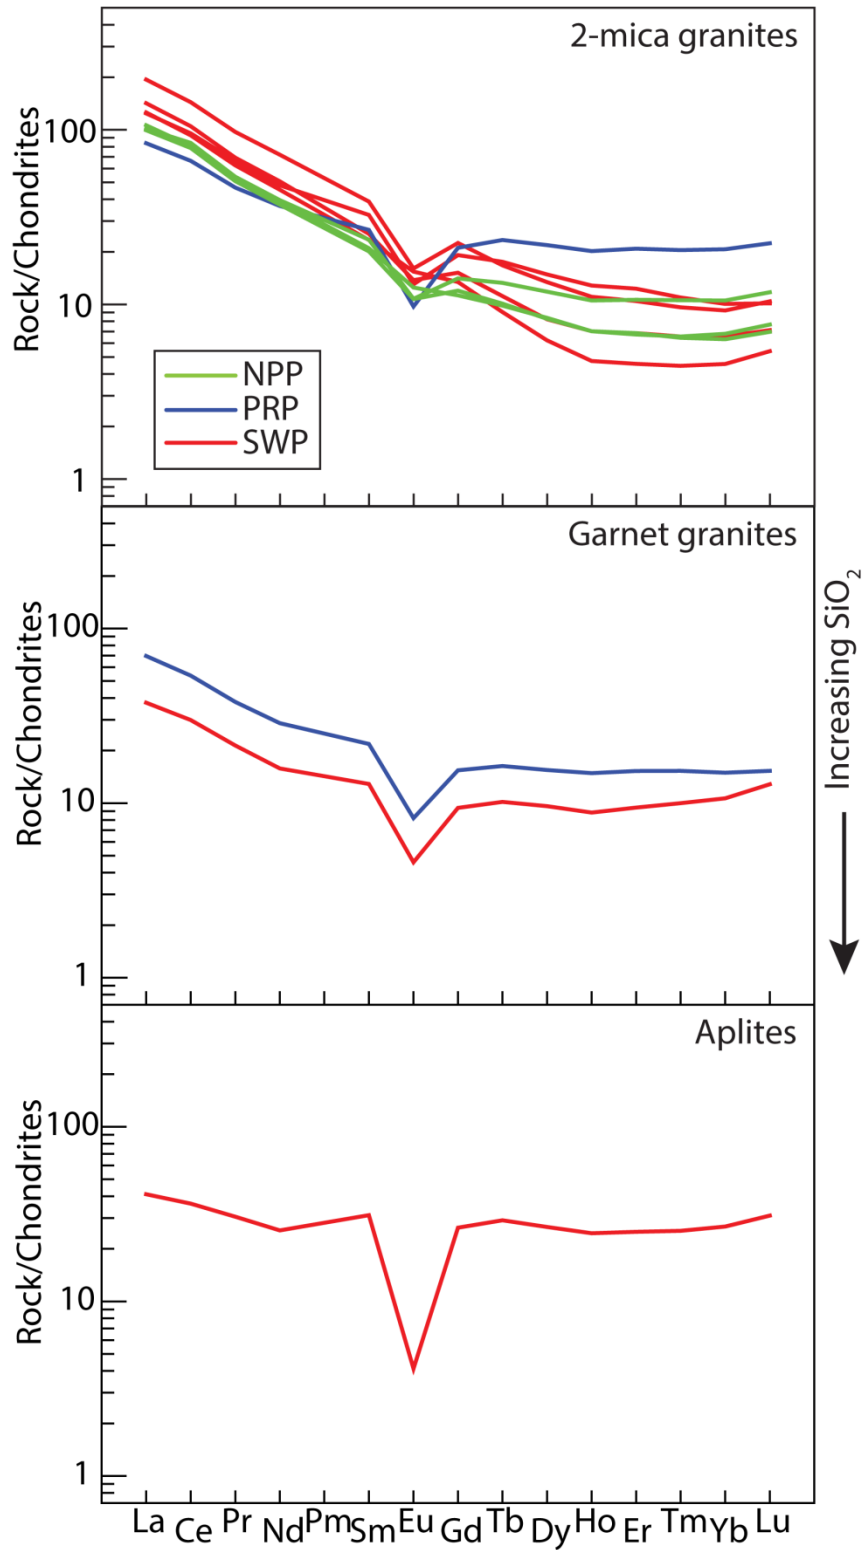 2-mica granites
Rock/Chondrites
100
10
1
NPP
PRP
SWP
Garnet granites
Rock/Chondrites
100
10
1
Increasing SiO₂
Aplites
Rock/Chondrites
100
10
1
La Ce Pr Nd Pm Sm Eu Gd Tb Dy Ho Er Tm Yb Lu